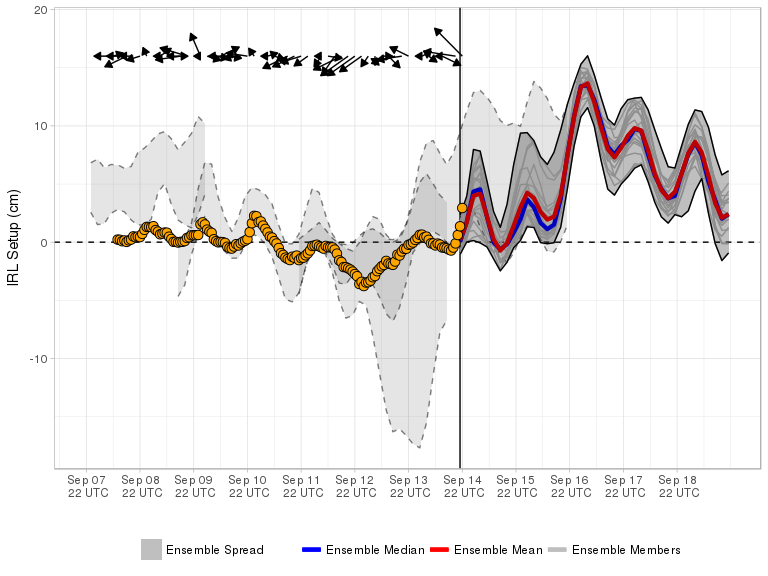 20
10
0
-10
IRL Setup (cm)
Sep 07 Sep 08 Sep 09 Sep 10 Sep 11 Sep 12 Sep 13 Sep 14 Sep 15 Sep 16 Sep 17 Sep 18
22 UTC 22 UTC 22 UTC 22 UTC 22 UTC 22 UTC 22 UTC 22 UTC 22 UTC 22 UTC 22 UTC 22 UTC
Ensemble Spread Ensemble Median Ensemble Mean Ensemble Members